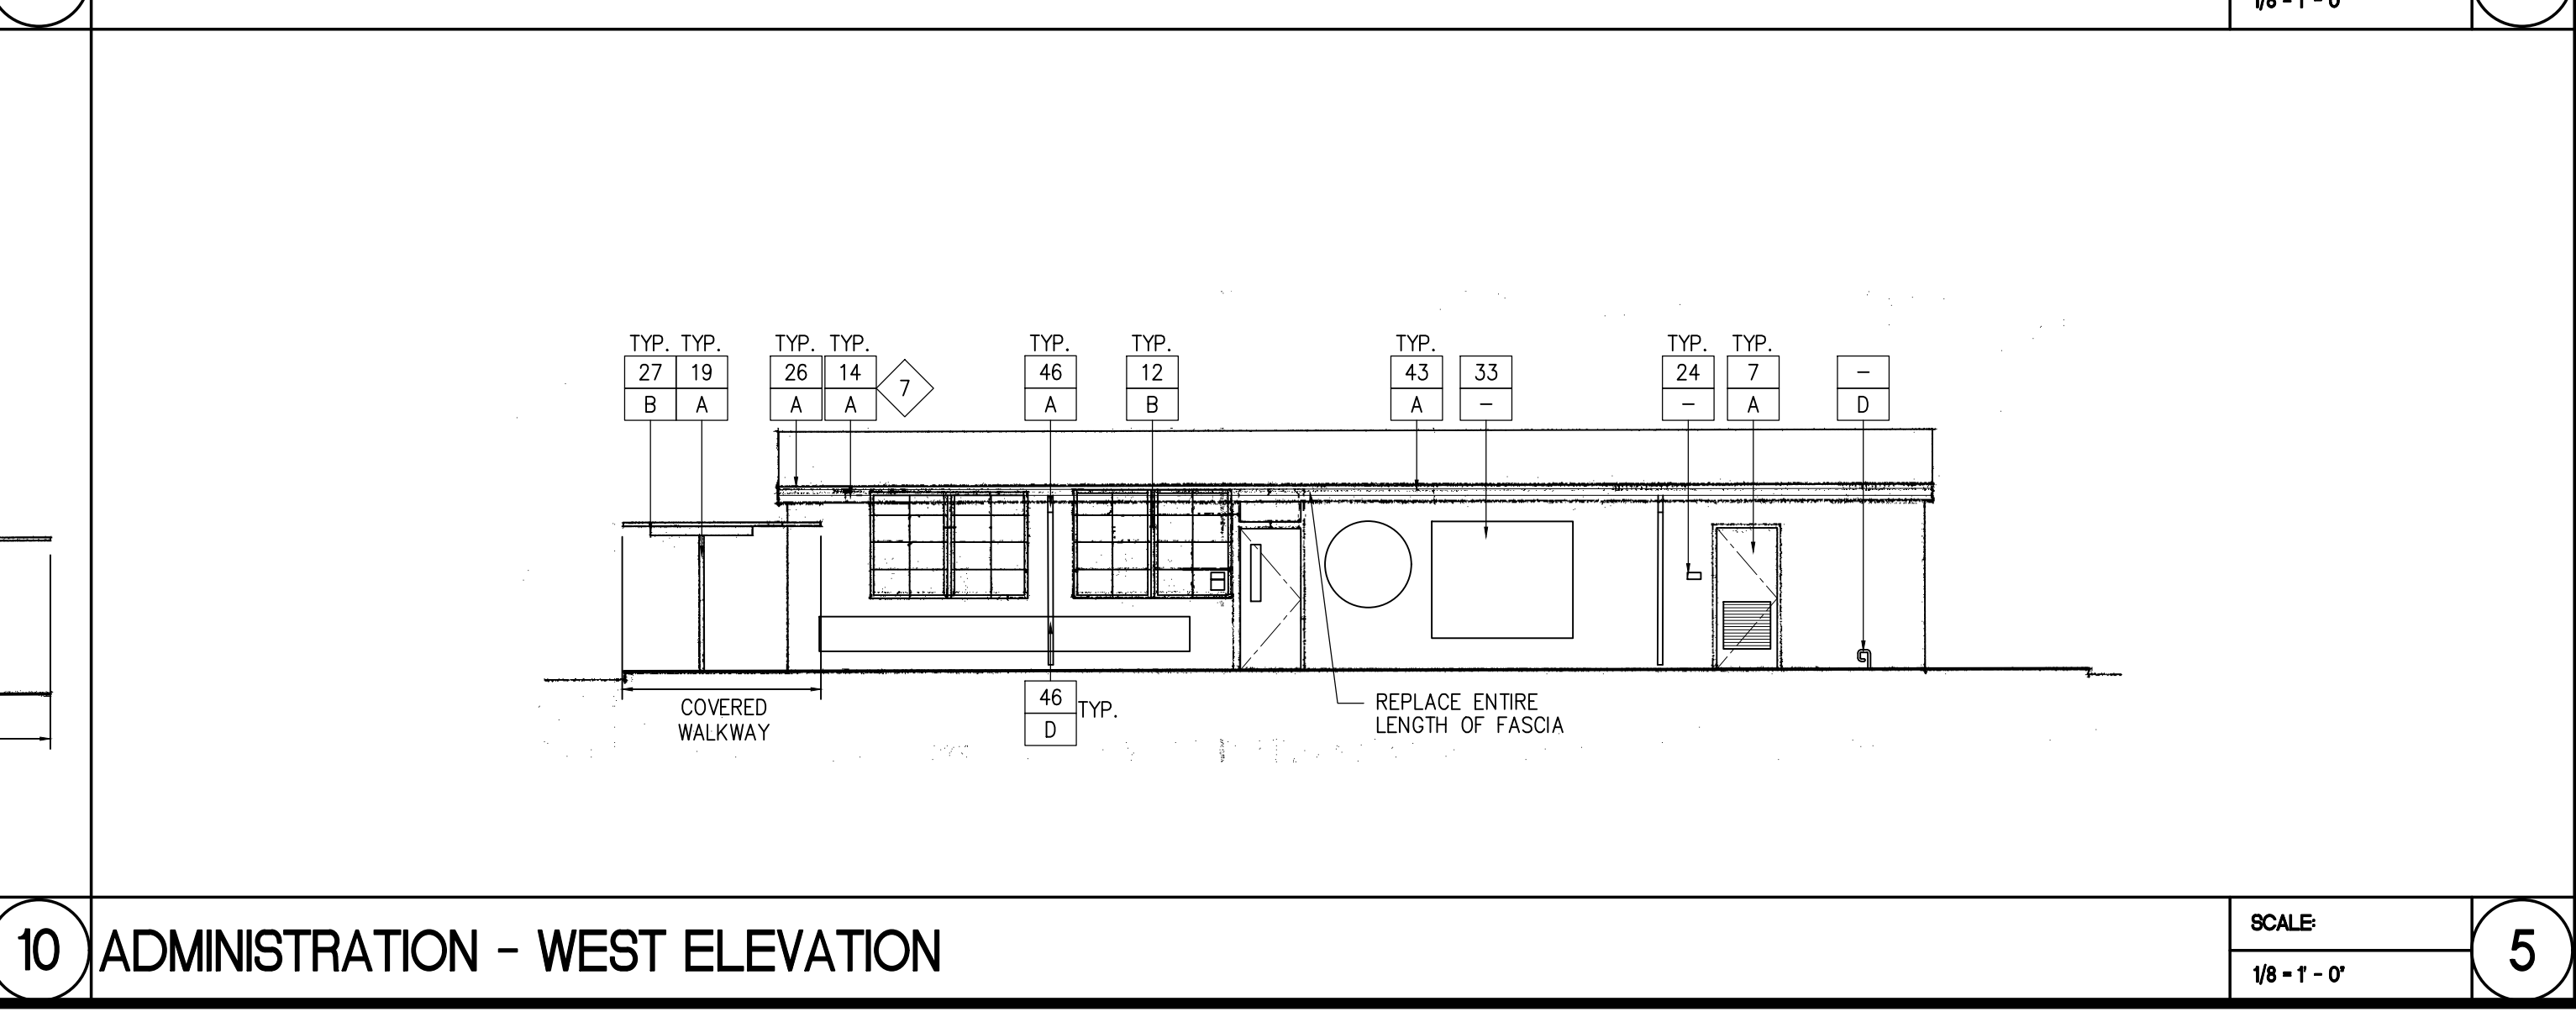 1/8 = 1' - 0"
TYP. TYP. TYP. TYP. TYP. TYP. TYP. TYP. TYP.
27 19 26 14 7 46 12 43 33 24 7 -
B A A A A B A - - A D
COVERED
WALKWAY
46 TYP.
D
REPLACE ENTIRE
LENGTH OF FASCIA
10 ADMINISTRATION - WEST ELEVATION
SCALE:
1/8 = 1' - 0"
5